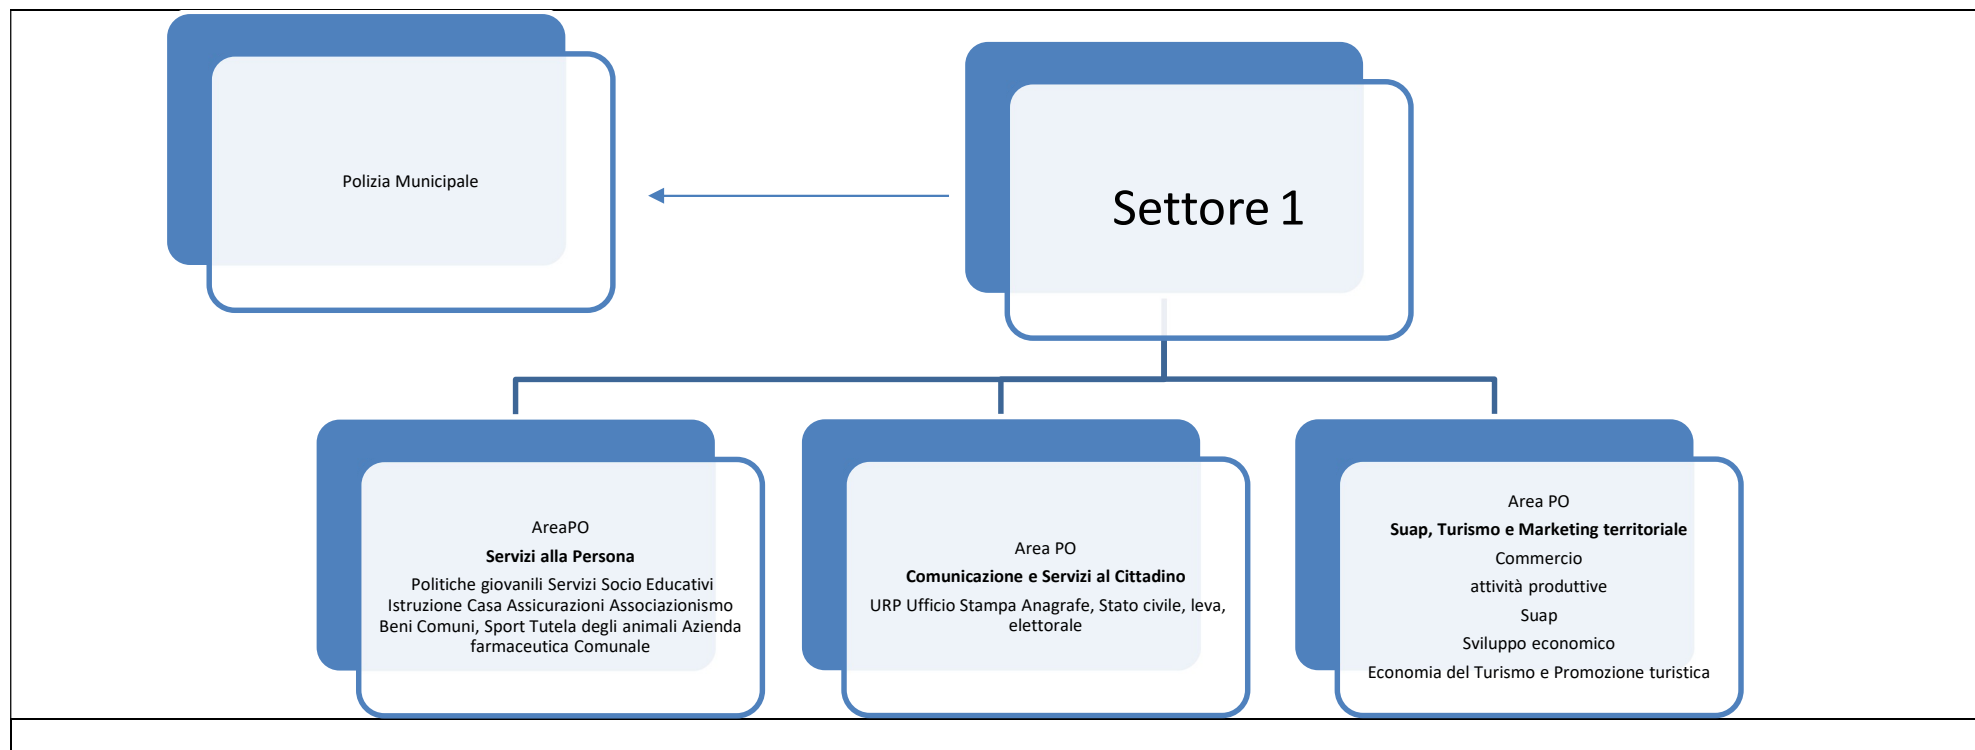 Polizia Municipale
Settore 1
AreaPO
Servizi alla Persona
Politiche giovanili Servizi Socio Educativi
Istruzione Casa Assicurazioni Associazionismo
Beni Comuni, Sport Tutela degli animali Azienda
farmaceutica Comunale
Area PO
Comunicazione e Servizi al Cittadino
URP Ufficio Stampa Anagrafe, Stato civile, leva,
elettorale
Area PO
Suap, Turismo e Marketing territoriale
Commercio
attività produttive
Suap
Sviluppo economico
Economia del Turismo e Promozione turistica